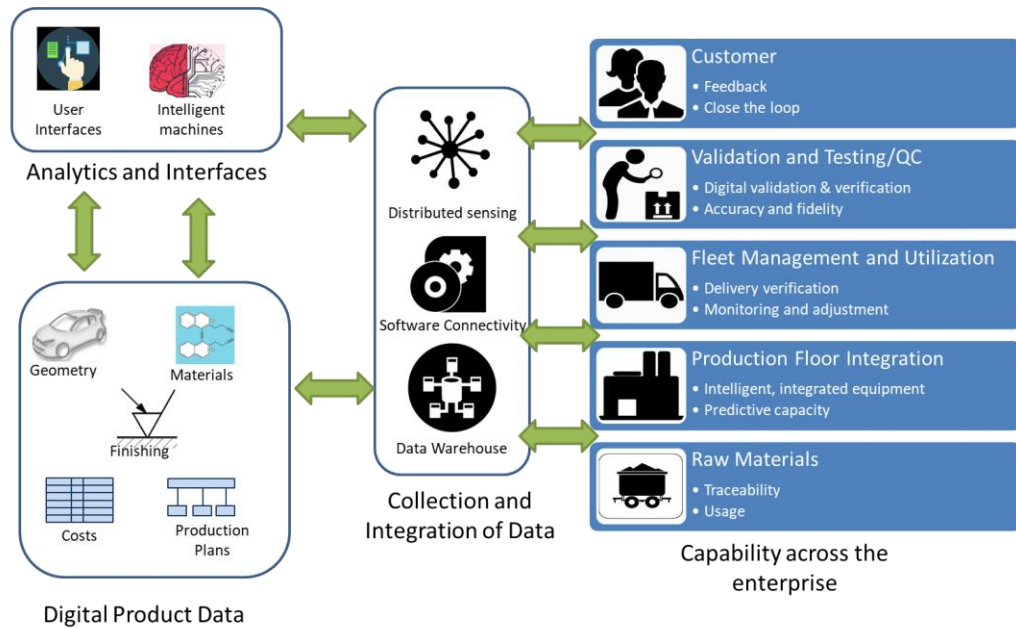 User
Interfaces
Intelligent
machines
Analytics and Interfaces
Geometry
Materials
Finishing
Costs
Production
Plans
Digital Product Data
Distributed sensing
Software Connectivity
Data Warehouse
Collection and
Integration of Data
Customer
• Feedback
• Close the loop
Validation and Testing/QC
• Digital validation & verification
• Accuracy and fidelity
Fleet Management and Utilization
• Delivery verification
• Monitoring and adjustment
Production Floor Integration
• Intelligent, integrated equipment
• Predictive capacity
Raw Materials
• Traceability
• Usage
Capability across the
enterprise